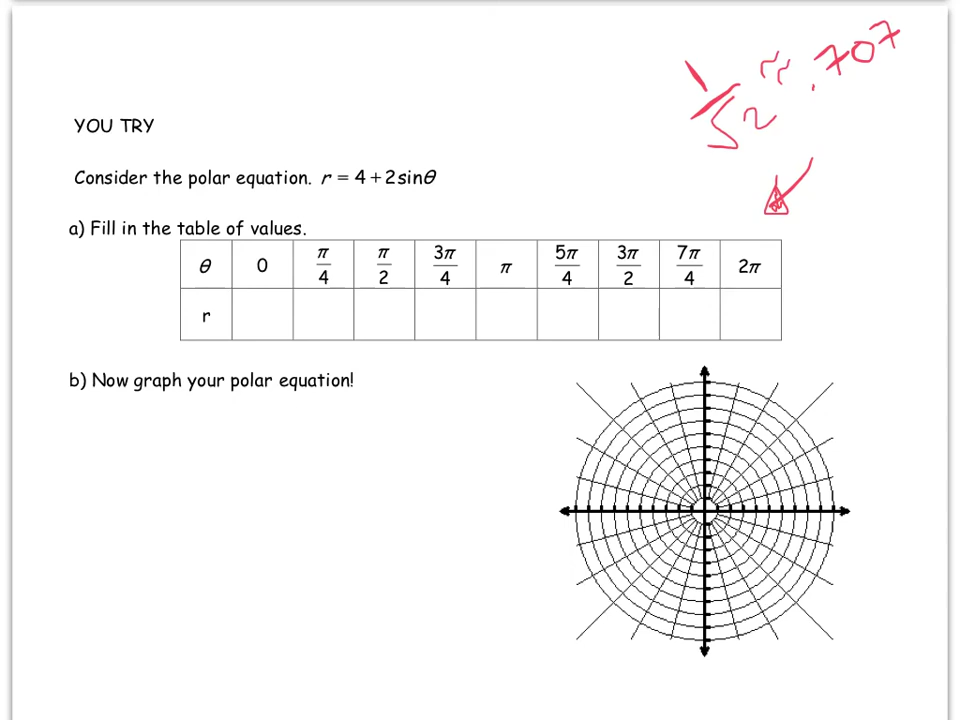 1/√2 ≈ .707
YOU TRY
Consider the polar equation. r = 4 + 2sinθ
a) Fill in the table of values.
θ 0 π/4 π/2 3π/4 π 5π/4 3π/2 7π/4 2π
r
b) Now graph your polar equation!